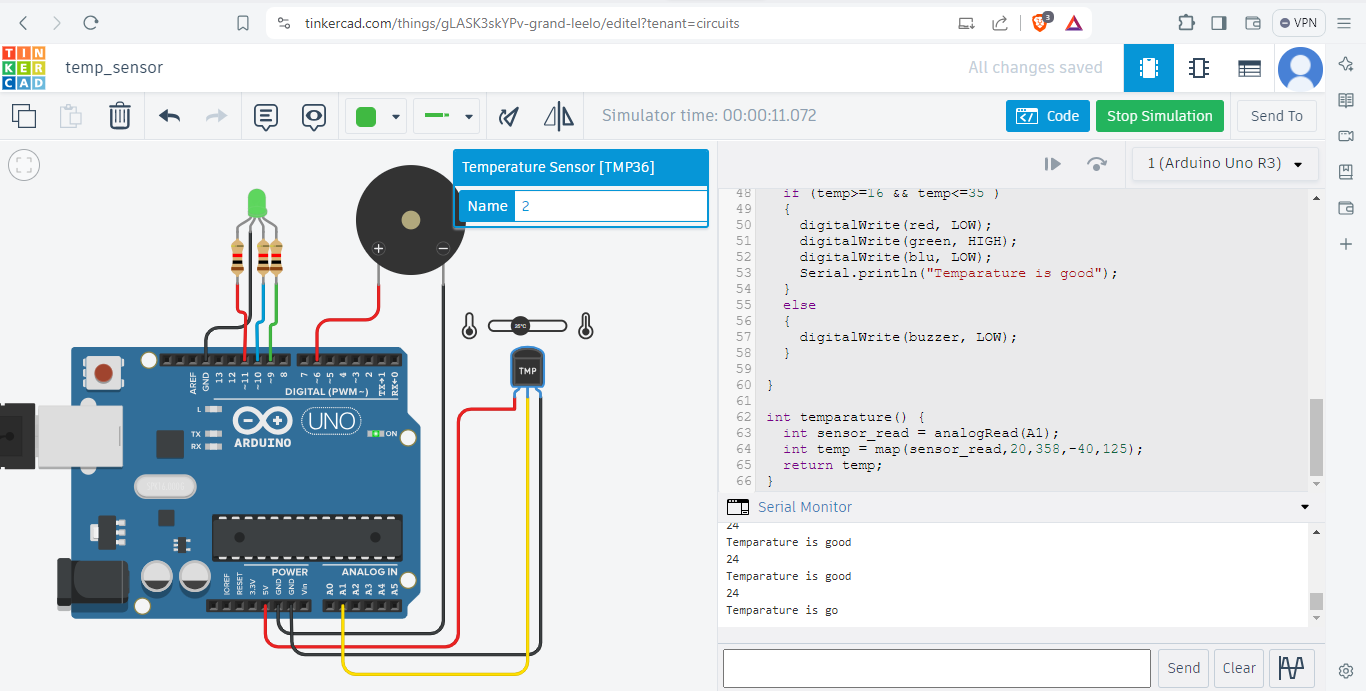 tinkercad.com/things/gLASK3skYPv-grand-leelo/editel?tenant=circuits
3
VPN
TIN
KER
CAD
temp_sensor
All changes saved
Simulator time: 00:00:11.072
Code
Stop Simulation
Send To
Temperature Sensor [TMP36]
Name 2
1 (Arduino Uno R3)
48 if (temp>=16 && temp<=35 )
49 {
50 digitalWrite(red, LOW);
51 digitalWrite(green, HIGH);
52 digitalWrite(blu, LOW);
53 Serial.println("Temparature is good");
54 }
55 else
56 {
57 digitalWrite(buzzer, LOW);
58 }
59
60 }
61
62 int temparature() {
63 int sensor_read = analogRead(A1);
64 int temp = map(sensor_read,20,358,-40,125);
65 return temp;
66 }
Serial Monitor
24
Temparature is good
24
Temparature is good
24
Temparature is go
Send
Clear
+
−
25°C
TMP
AREF
GND
13
12
~11
~10
~9
8
7
~6
~5
4
~3
2
TX→1
RX←0
DIGITAL (PWM~)
L
TX
RX
ARDUINO
UNO
ON
POWER
ANALOG IN
IOREF
RESET
3.3V
5V
GND
GND
Vin
A0
A1
A2
A3
A4
A5